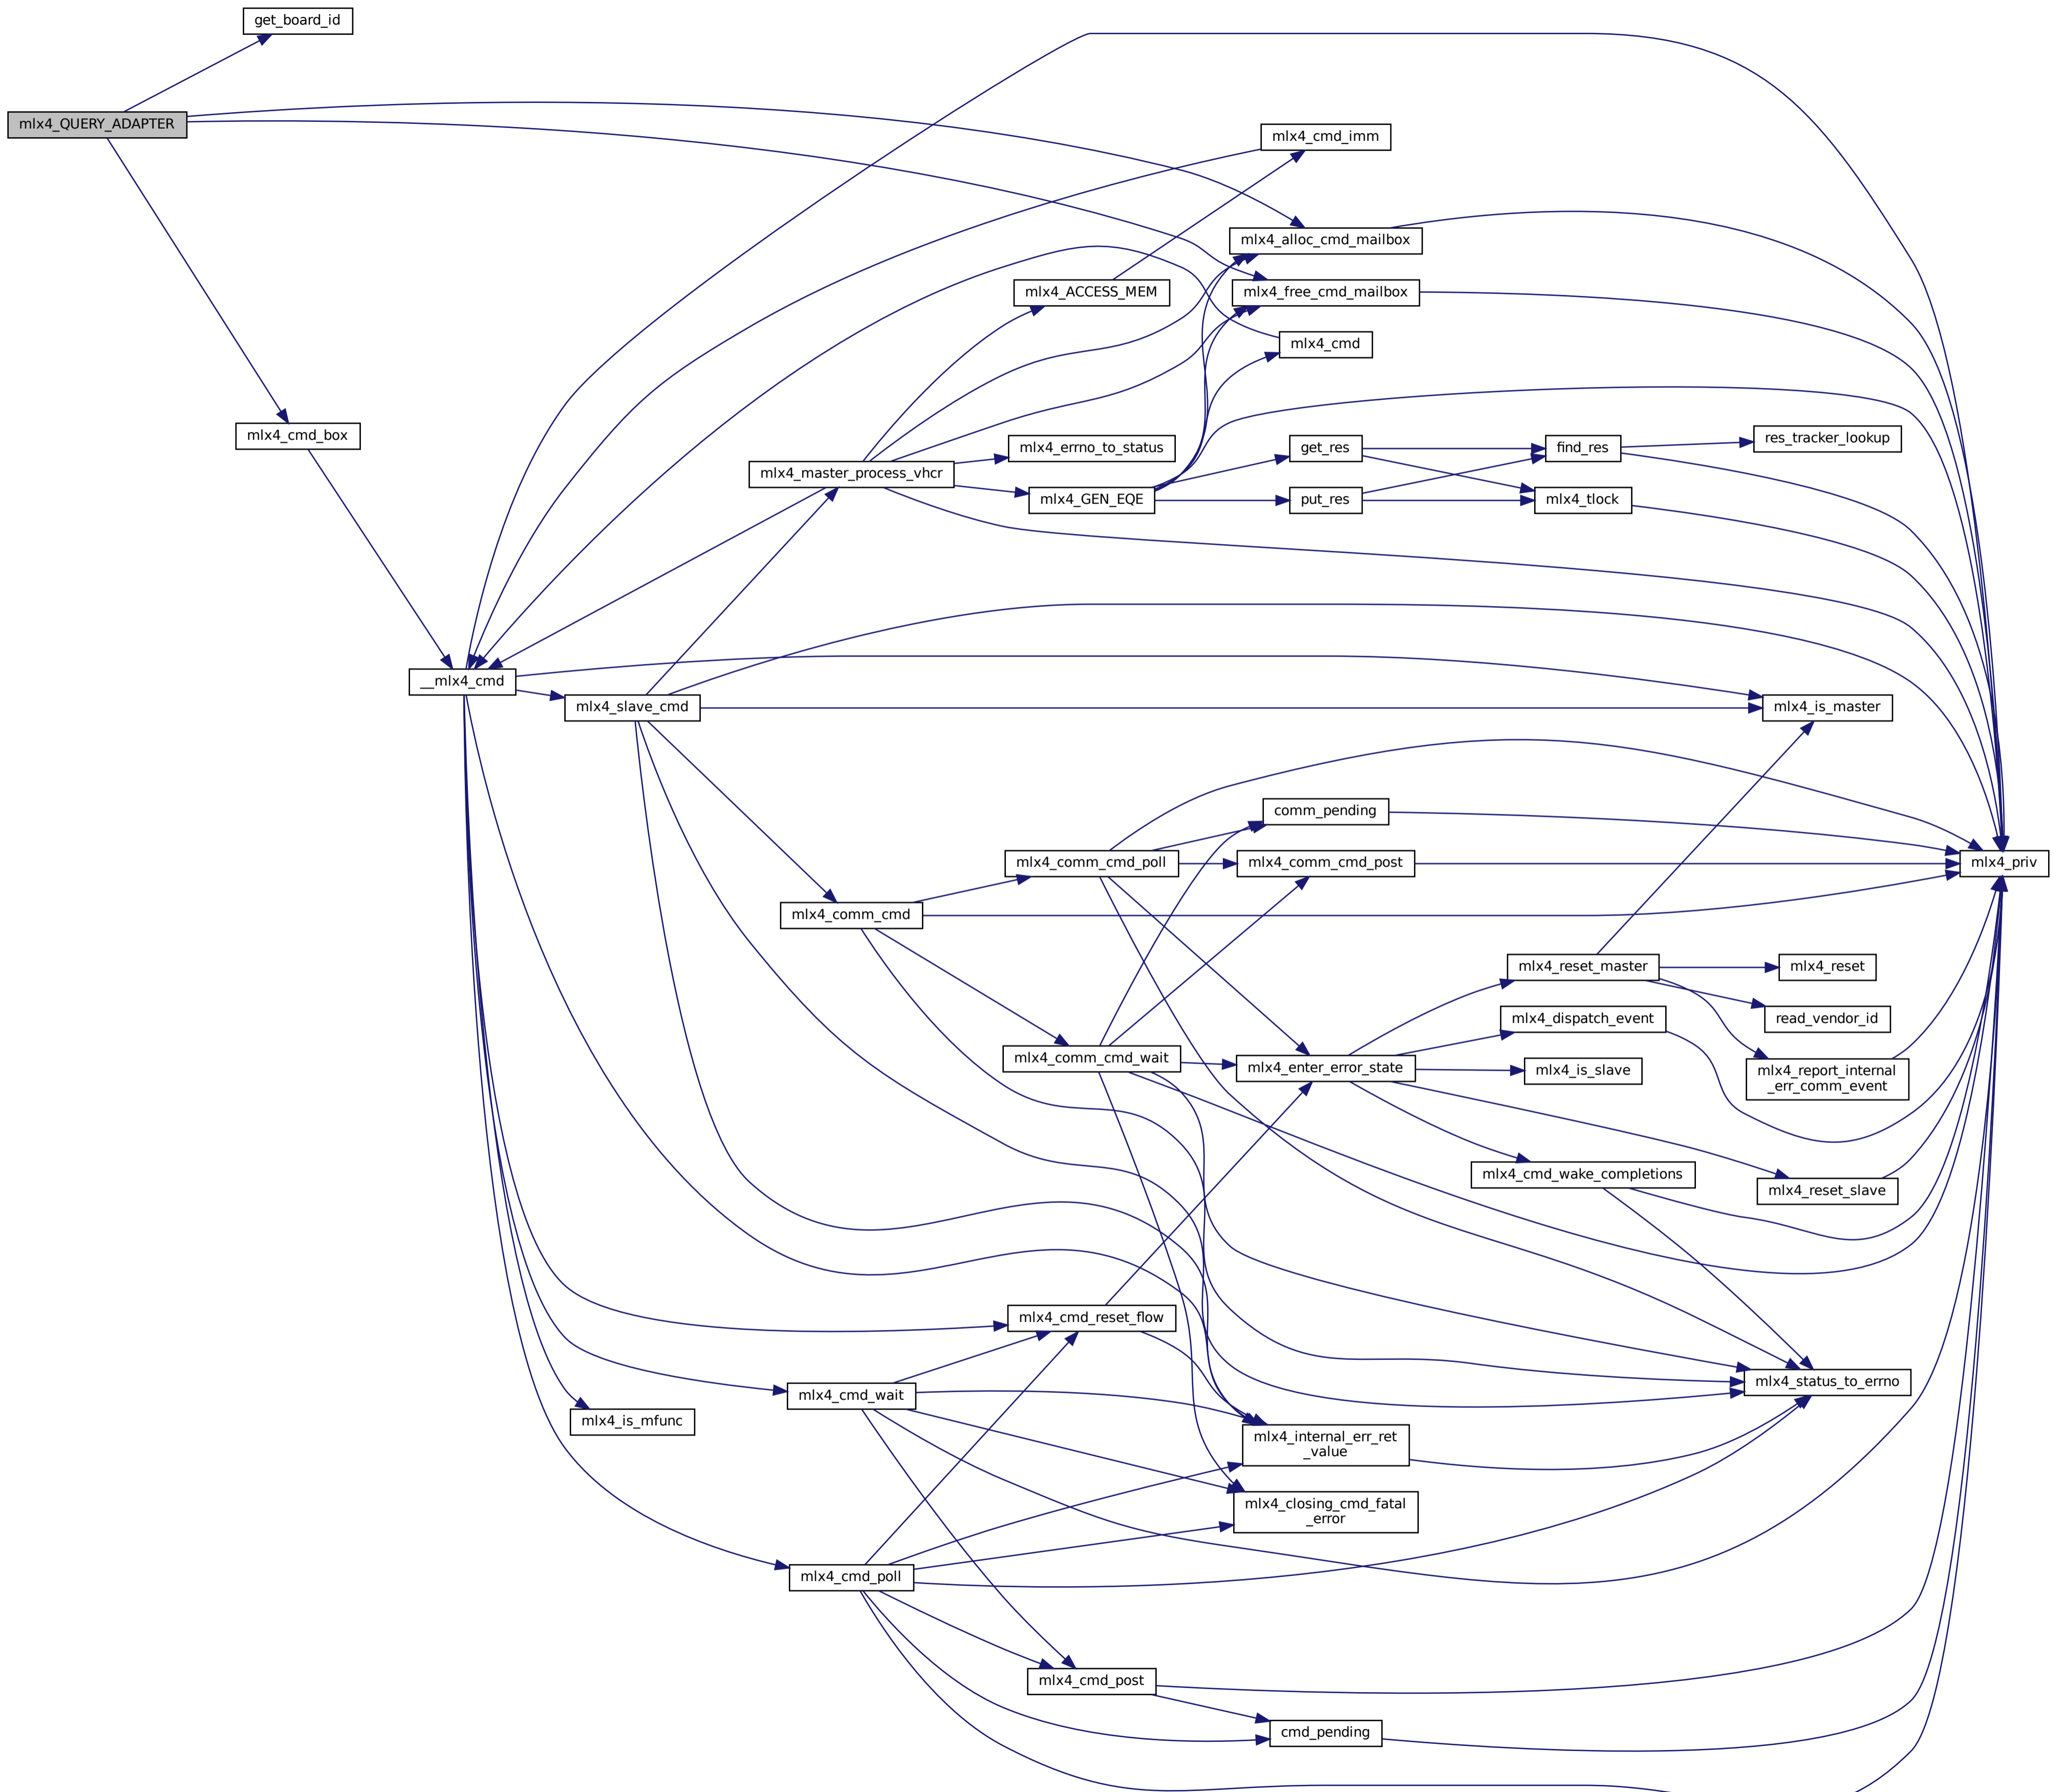 get_board_id
mlx4_QUERY_ADAPTER
mlx4_cmd_imm
mlx4_alloc_cmd_mailbox
mlx4_ACCESS_MEM
mlx4_free_cmd_mailbox
mlx4_cmd
mlx4_cmd_box
mlx4_errno_to_status
get_res
find_res
res_tracker_lookup
mlx4_master_process_vhcr
mlx4_GEN_EQE
put_res
mlx4_tlock
__mlx4_cmd
mlx4_slave_cmd
mlx4_is_master
comm_pending
mlx4_comm_cmd_poll
mlx4_comm_cmd_post
mlx4_priv
mlx4_comm_cmd
mlx4_reset_master
mlx4_reset
mlx4_dispatch_event
read_vendor_id
mlx4_comm_cmd_wait
mlx4_enter_error_state
mlx4_is_slave
mlx4_report_internal
_err_comm_event
mlx4_cmd_wake_completions
mlx4_reset_slave
mlx4_cmd_reset_flow
mlx4_status_to_errno
mlx4_cmd_wait
mlx4_is_mfunc
mlx4_internal_err_ret
_value
mlx4_closing_cmd_fatal
_error
mlx4_cmd_poll
mlx4_cmd_post
cmd_pending